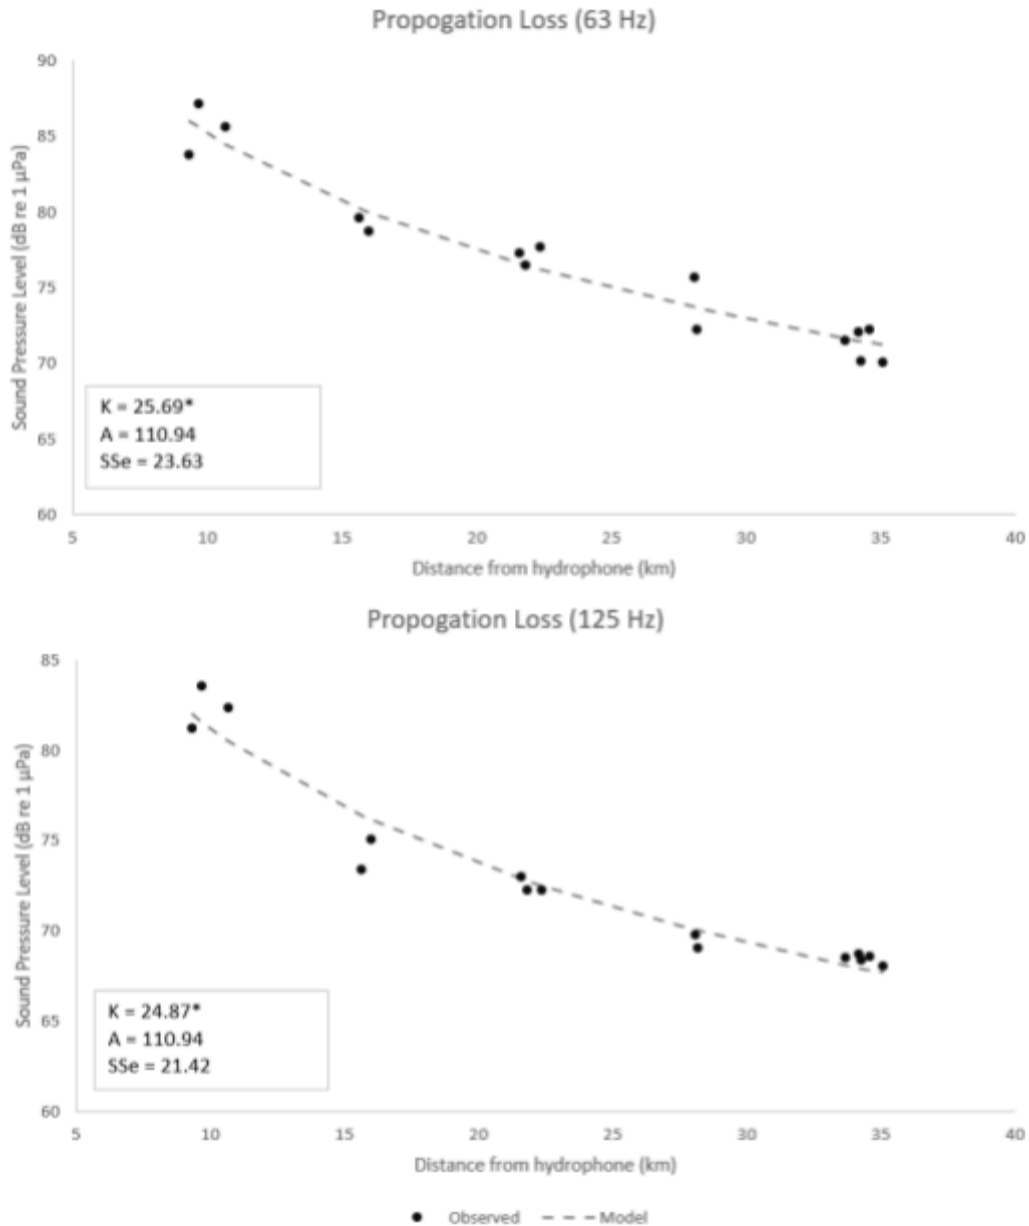 Propogation Loss (63 Hz)
90
85
80
75
70
65
60
Sound Pressure Level (dB re 1 µPa)
K = 25.69*
A = 110.94
SSe = 23.63
5 10 15 20 25 30 35 40
Distance from hydrophone (km)
Propogation Loss (125 Hz)
85
80
75
70
65
60
Sound Pressure Level (dB re 1 µPa)
K = 24.87*
A = 110.94
SSe = 21.42
5 10 15 20 25 30 35 40
Distance from hydrophone (km)
Observed Model